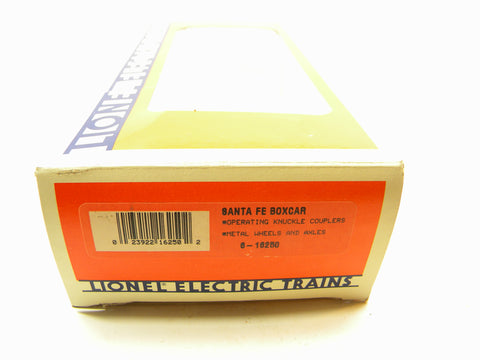 LIONEL
SANTA FE BOXCAR
*OPERATING KNUCKLE COUPLERS
*METAL WHEELS AND AXLES
6-16250
0 23922 16250 2
LIONEL® ELECTRIC TRAINS